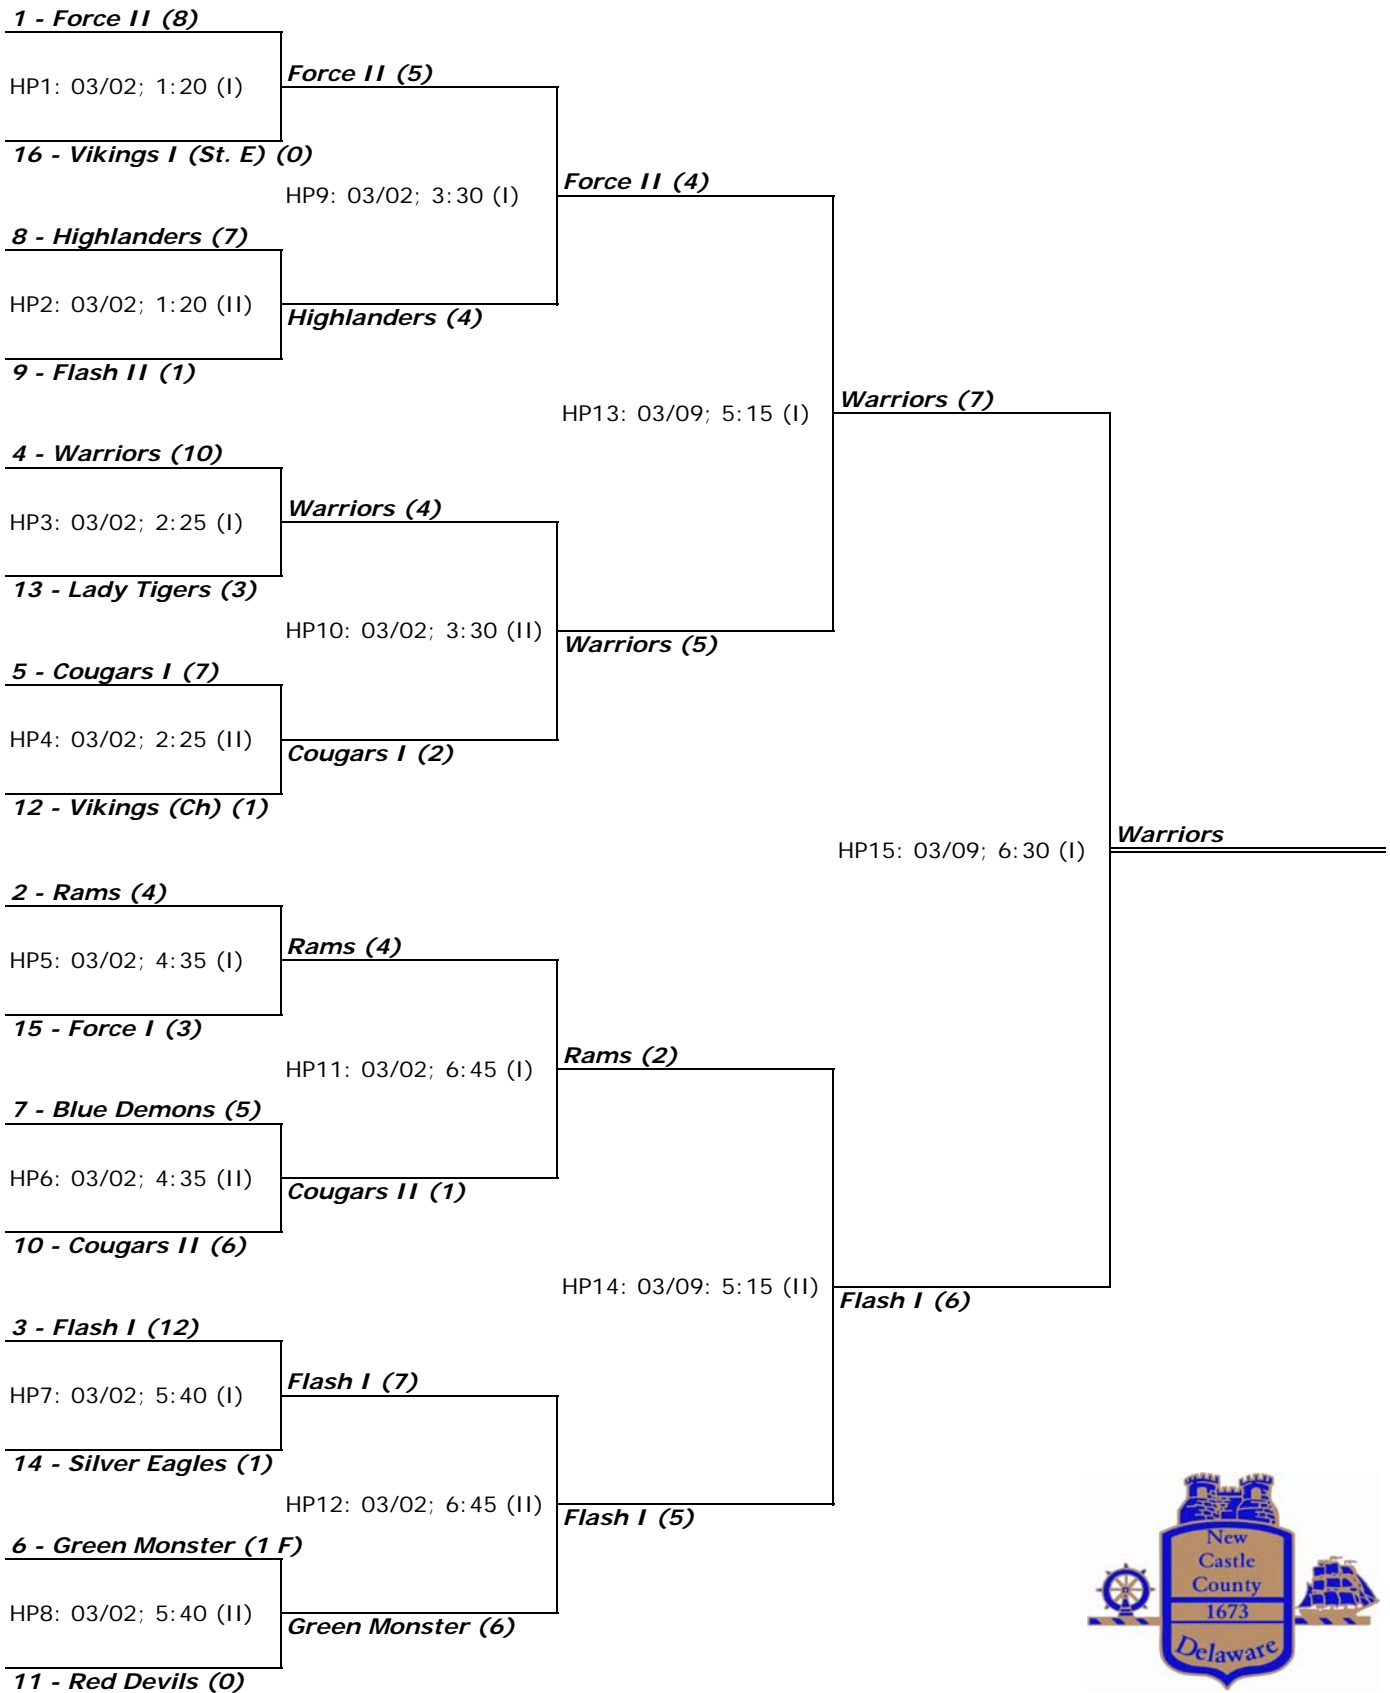 1 - Force II (8)
HP1: 03/02; 1:20 (I)
Force II (5)
16 - Vikings I (St. E) (0)
HP9: 03/02; 3:30 (I)
Force II (4)
8 - Highlanders (7)
HP2: 03/02; 1:20 (II)
Highlanders (4)
9 - Flash II (1)
HP13: 03/09; 5:15 (I)
Warriors (7)
4 - Warriors (10)
HP3: 03/02; 2:25 (I)
Warriors (4)
13 - Lady Tigers (3)
HP10: 03/02; 3:30 (II)
Warriors (5)
5 - Cougars I (7)
HP4: 03/02; 2:25 (II)
Cougars I (2)
12 - Vikings (Ch) (1)
HP15: 03/09; 6:30 (I)
Warriors
2 - Rams (4)
HP5: 03/02; 4:35 (I)
Rams (4)
15 - Force I (3)
HP11: 03/02; 6:45 (I)
Rams (2)
7 - Blue Demons (5)
HP6: 03/02; 4:35 (II)
Cougars II (1)
10 - Cougars II (6)
HP14: 03/09: 5:15 (II)
Flash I (6)
3 - Flash I (12)
HP7: 03/02; 5:40 (I)
Flash I (7)
14 - Silver Eagles (1)
HP12: 03/02; 6:45 (II)
Flash I (5)
6 - Green Monster (1 F)
HP8: 03/02; 5:40 (II)
Green Monster (6)
11 - Red Devils (0)
New
Castle
County
1673
Delaware